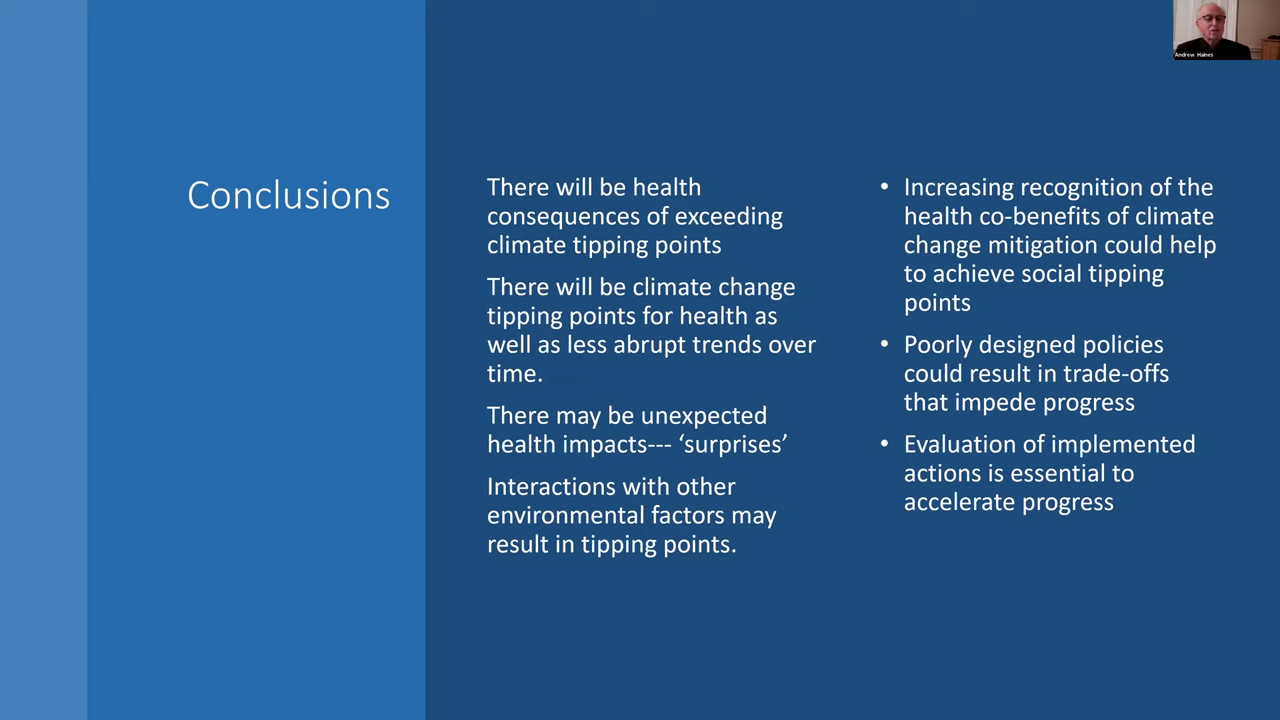 Andrew Haines
Conclusions
There will be health
consequences of exceeding
climate tipping points
There will be climate change
tipping points for health as
well as less abrupt trends over
time.
There may be unexpected
health impacts--- ‘surprises’
Interactions with other
environmental factors may
result in tipping points.
• Increasing recognition of the
health co-benefits of climate
change mitigation could help
to achieve social tipping
points
• Poorly designed policies
could result in trade-offs
that impede progress
• Evaluation of implemented
actions is essential to
accelerate progress